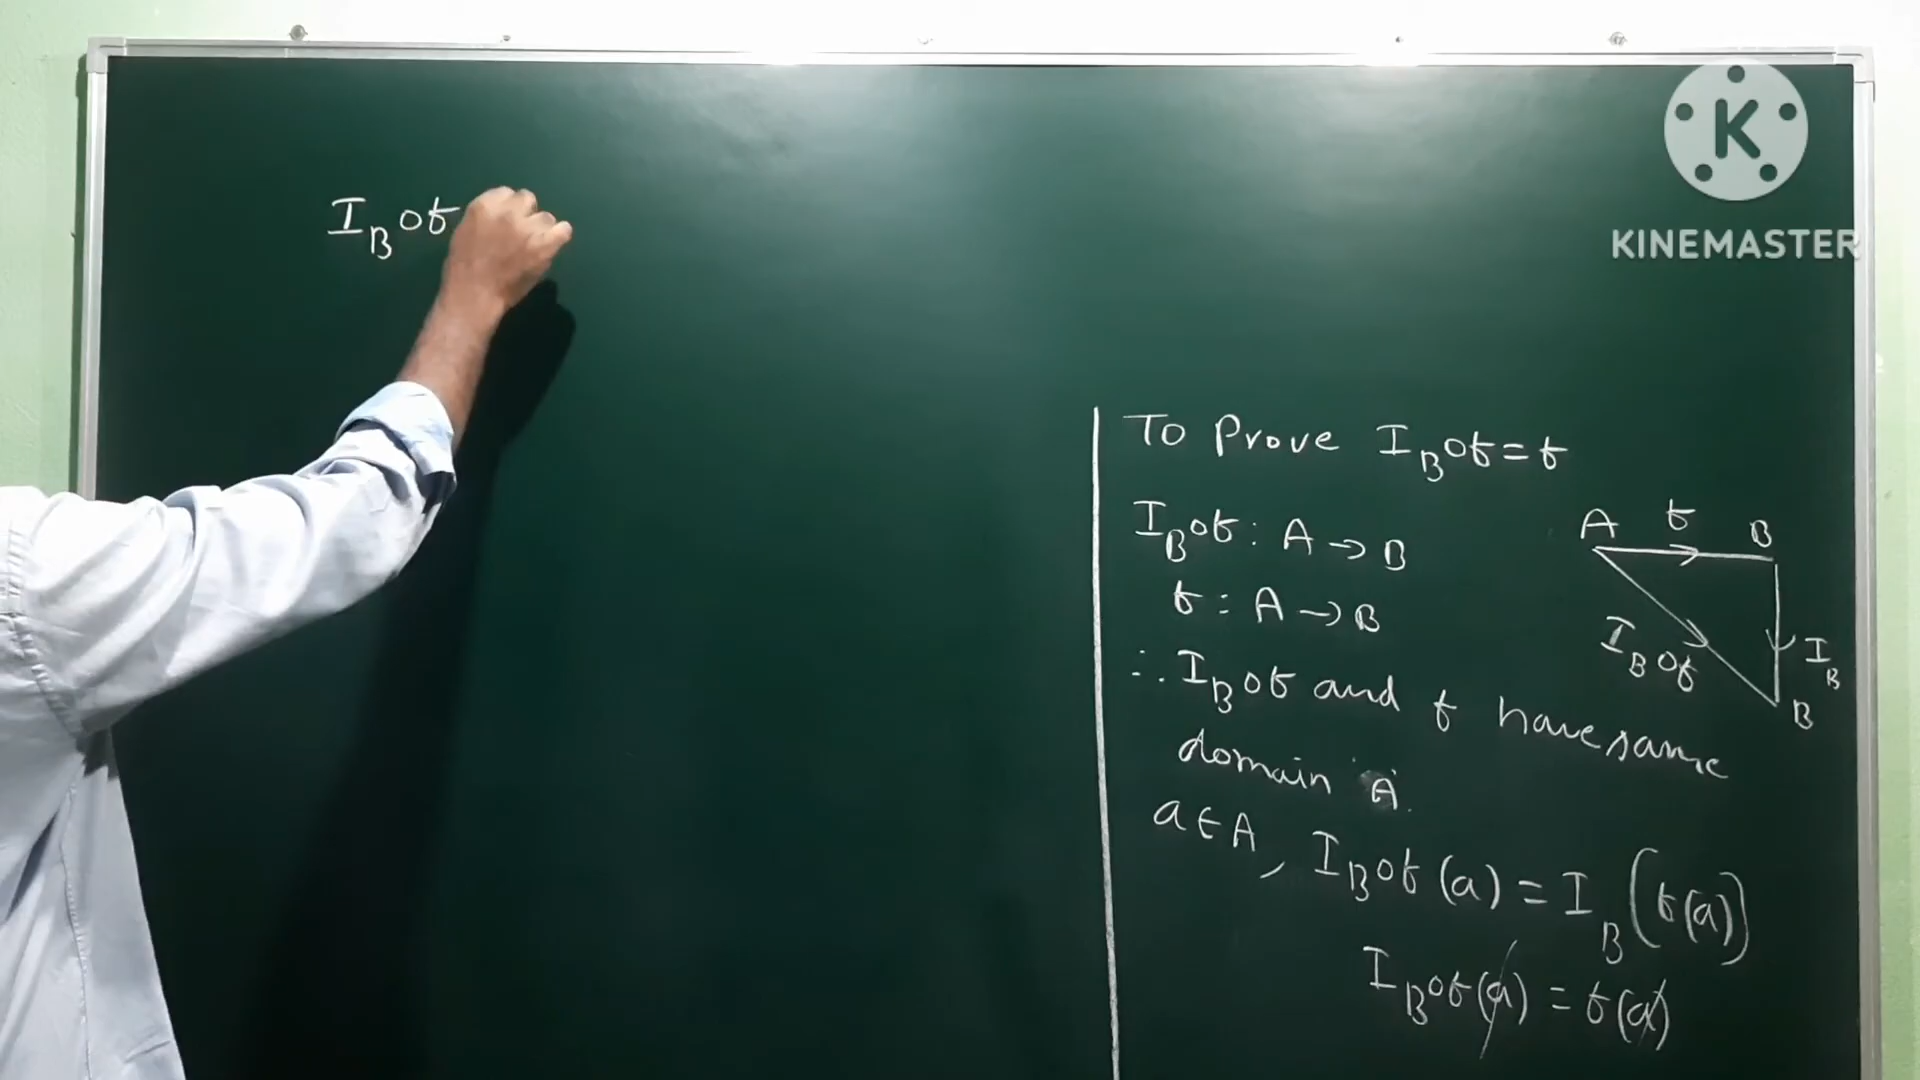 I_B o f
K
KINEMASTER
To Prove I_B o f = f
I_B o f : A → B
f : A → B
∴ I_B o f and f have same
domain A.
a ∈ A, I_B o f (a) = I_B (f(a))
I_B o f (a) = f(a)
A f B
I_B o f I_B
B